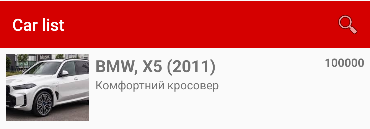 Car list
BMW, X5 (2011) 100000
Комфортний кросовер